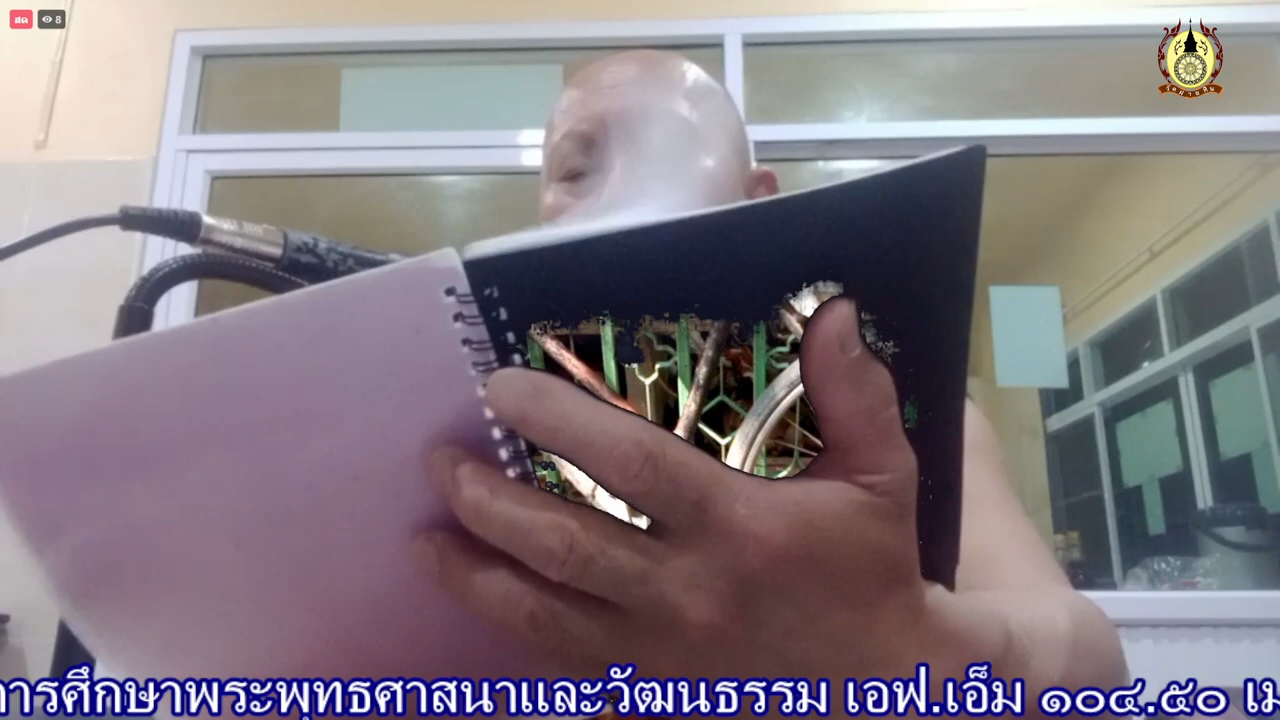 สด 8
การศึกษาพระพุทธศาสนาและวัฒนธรรม เอฟ.เอ็ม ๑๐๔.๕๐ เม